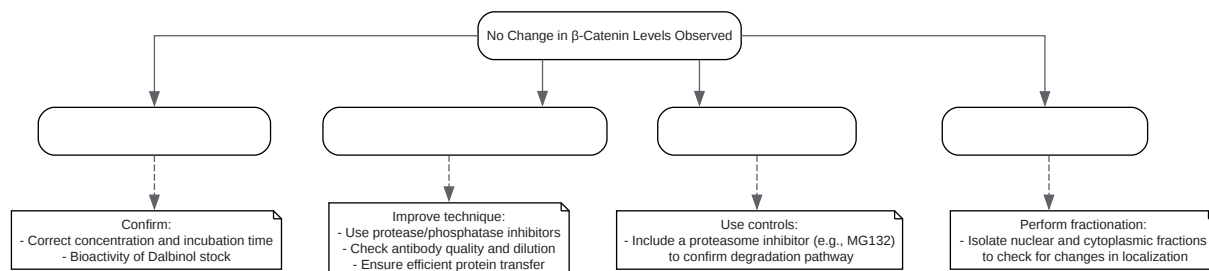 No Change in β-Catenin Levels Observed
Confirm:
- Correct concentration and incubation time
- Bioactivity of Dalbinol stock
Improve technique:
- Use protease/phosphatase inhibitors
- Check antibody quality and dilution
- Ensure efficient protein transfer
Use controls:
- Include a proteasome inhibitor (e.g., MG132)
to confirm degradation pathway
Perform fractionation:
- Isolate nuclear and cytoplasmic fractions
to check for changes in localization